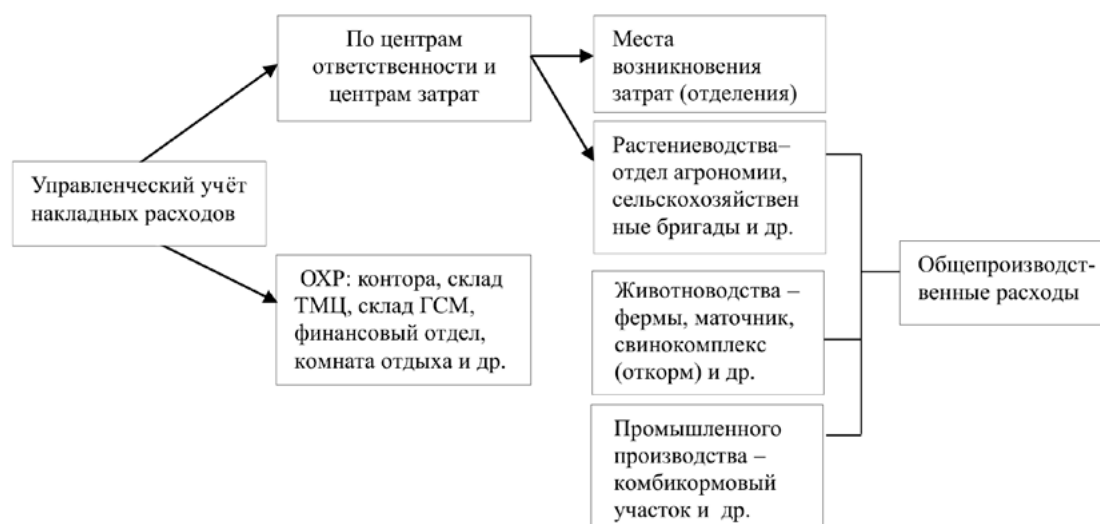 По центрам
ответственности и
центрам затрат
Места
возникновения
затрат (отделения)
Управленческий учёт
накладных расходов
Растениеводства–
отдел агрономии,
сельскохозяйствен
ные бригады и др.
ОХР: контора, склад
ТМЦ, склад ГСМ,
финансовый отдел,
комната отдыха и др.
Животноводства –
фермы, маточник,
свинокомплекс
(откорм) и др.
Общепроизводст-
венные расходы
Промышленного
производства –
комбикормовый
участок и др.